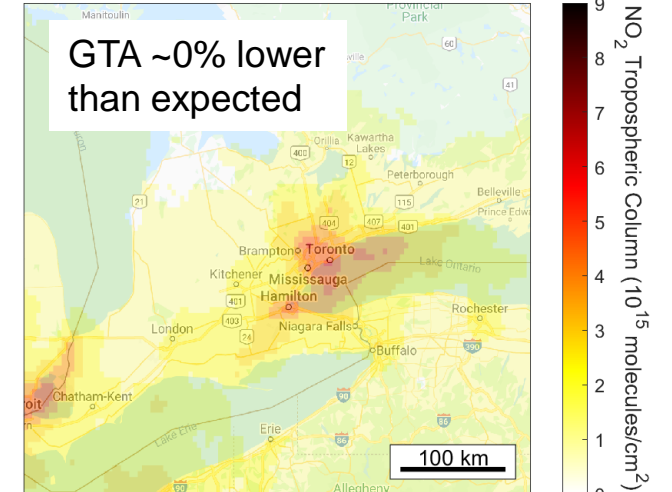 Manitoulin
Provincial
Park
GTA ~0% lower
than expected
ville
60
41
Orillia
Kawartha
Lakes
400
12
Peterborough
115
Belleville
Prince Edw
21
404
407
401
Brampton
Toronto
Lake Ontario
Kitchener
Mississauga
Hamilton
401
403
24
Niagara Falls
Rochester
London
390
Buffalo
oit
Chatham-Kent
90
86
Lake Erie
Erie
86
100 km
90
Allegheny
9
8
7
6
5
4
3
2
1
NO2 Tropospheric Column (10^15 molecules/cm^2)